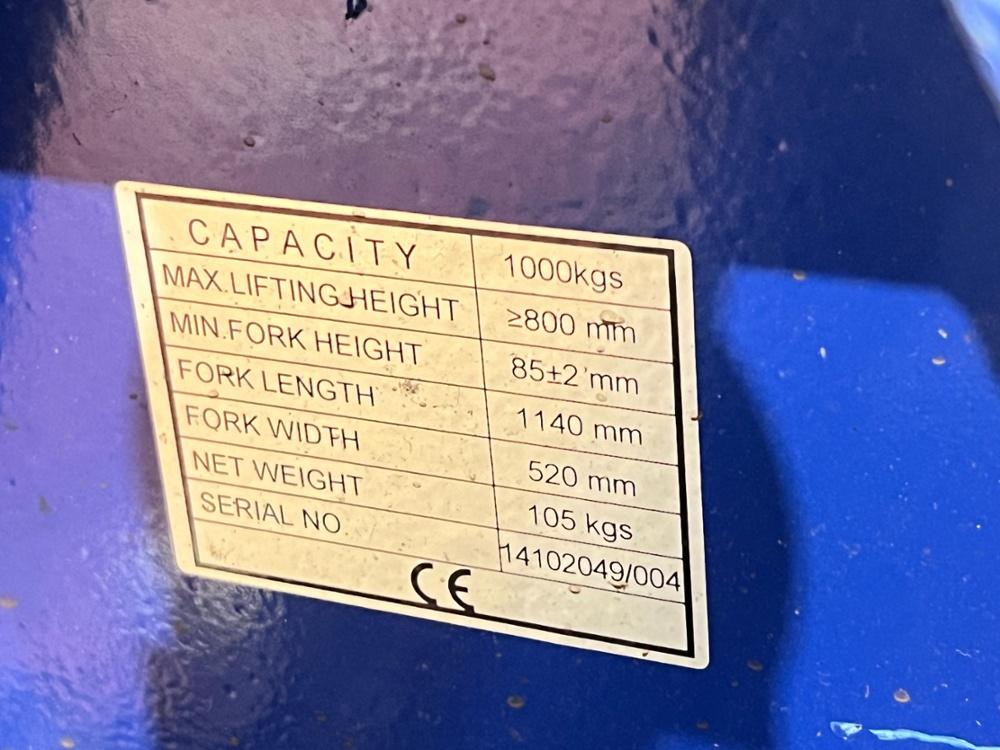 CAPACITY 1000kgs
MAX.LIFTING HEIGHT ≥800 mm
MIN.FORK HEIGHT 85±2 mm
FORK LENGTH 1140 mm
FORK WIDTH 520 mm
NET WEIGHT 105 kgs
SERIAL NO 14102049/004
CE